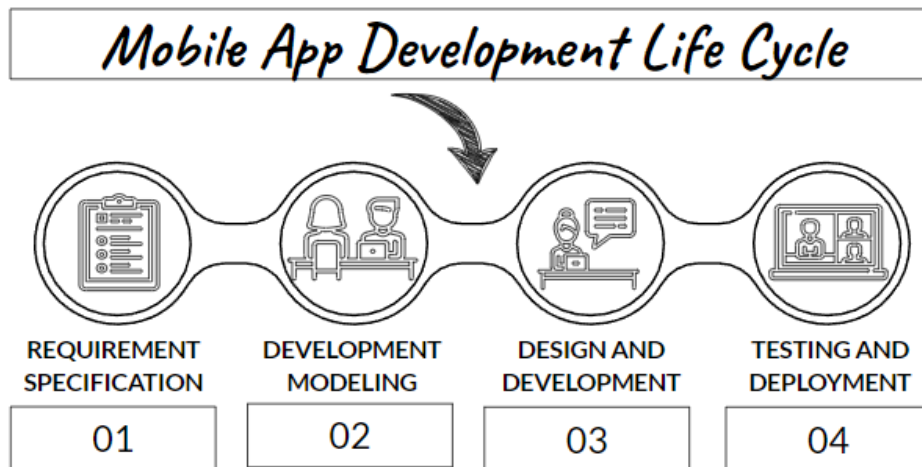 Mobile App Development Life Cycle
REQUIREMENT
SPECIFICATION
01
DEVELOPMENT
MODELING
02
DESIGN AND
DEVELOPMENT
03
TESTING AND
DEPLOYMENT
04